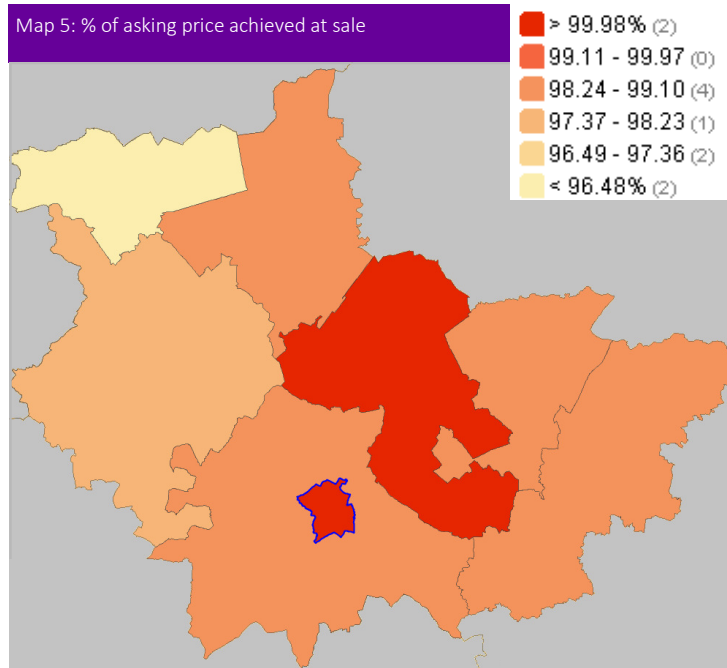 Map 5: % of asking price achieved at sale
> 99.98% (2)
99.11 - 99.97 (0)
98.24 - 99.10 (4)
97.37 - 98.23 (1)
96.49 - 97.36 (2)
< 96.48% (2)